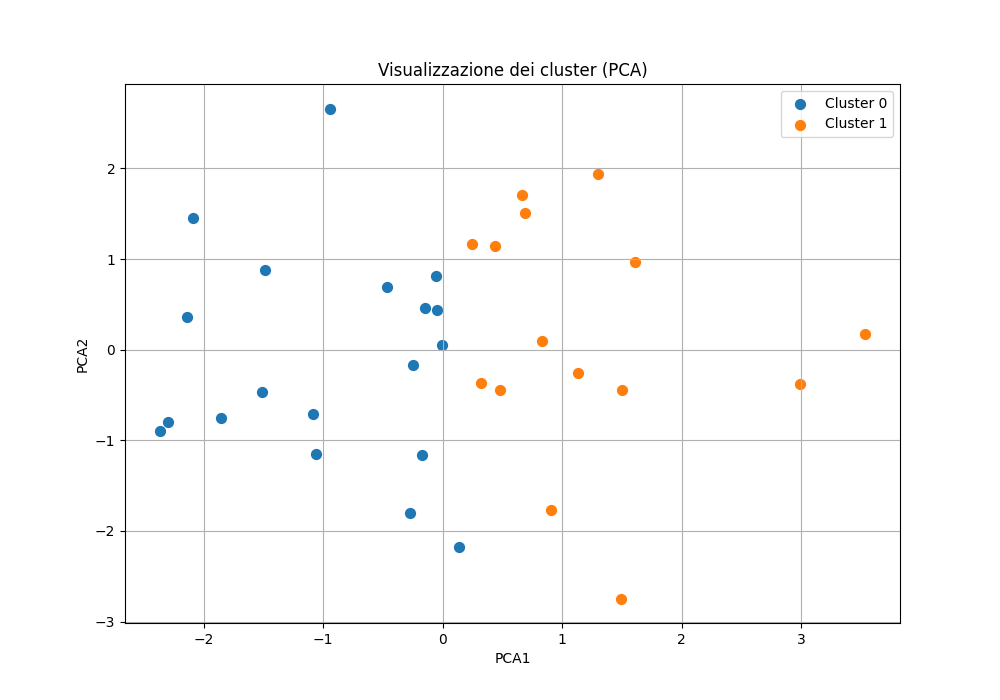 Visualizzazione dei cluster (PCA)
Cluster 0
Cluster 1
PCA2
2
1
0
−1
−2
−3
−2
−1
0
1
2
3
PCA1